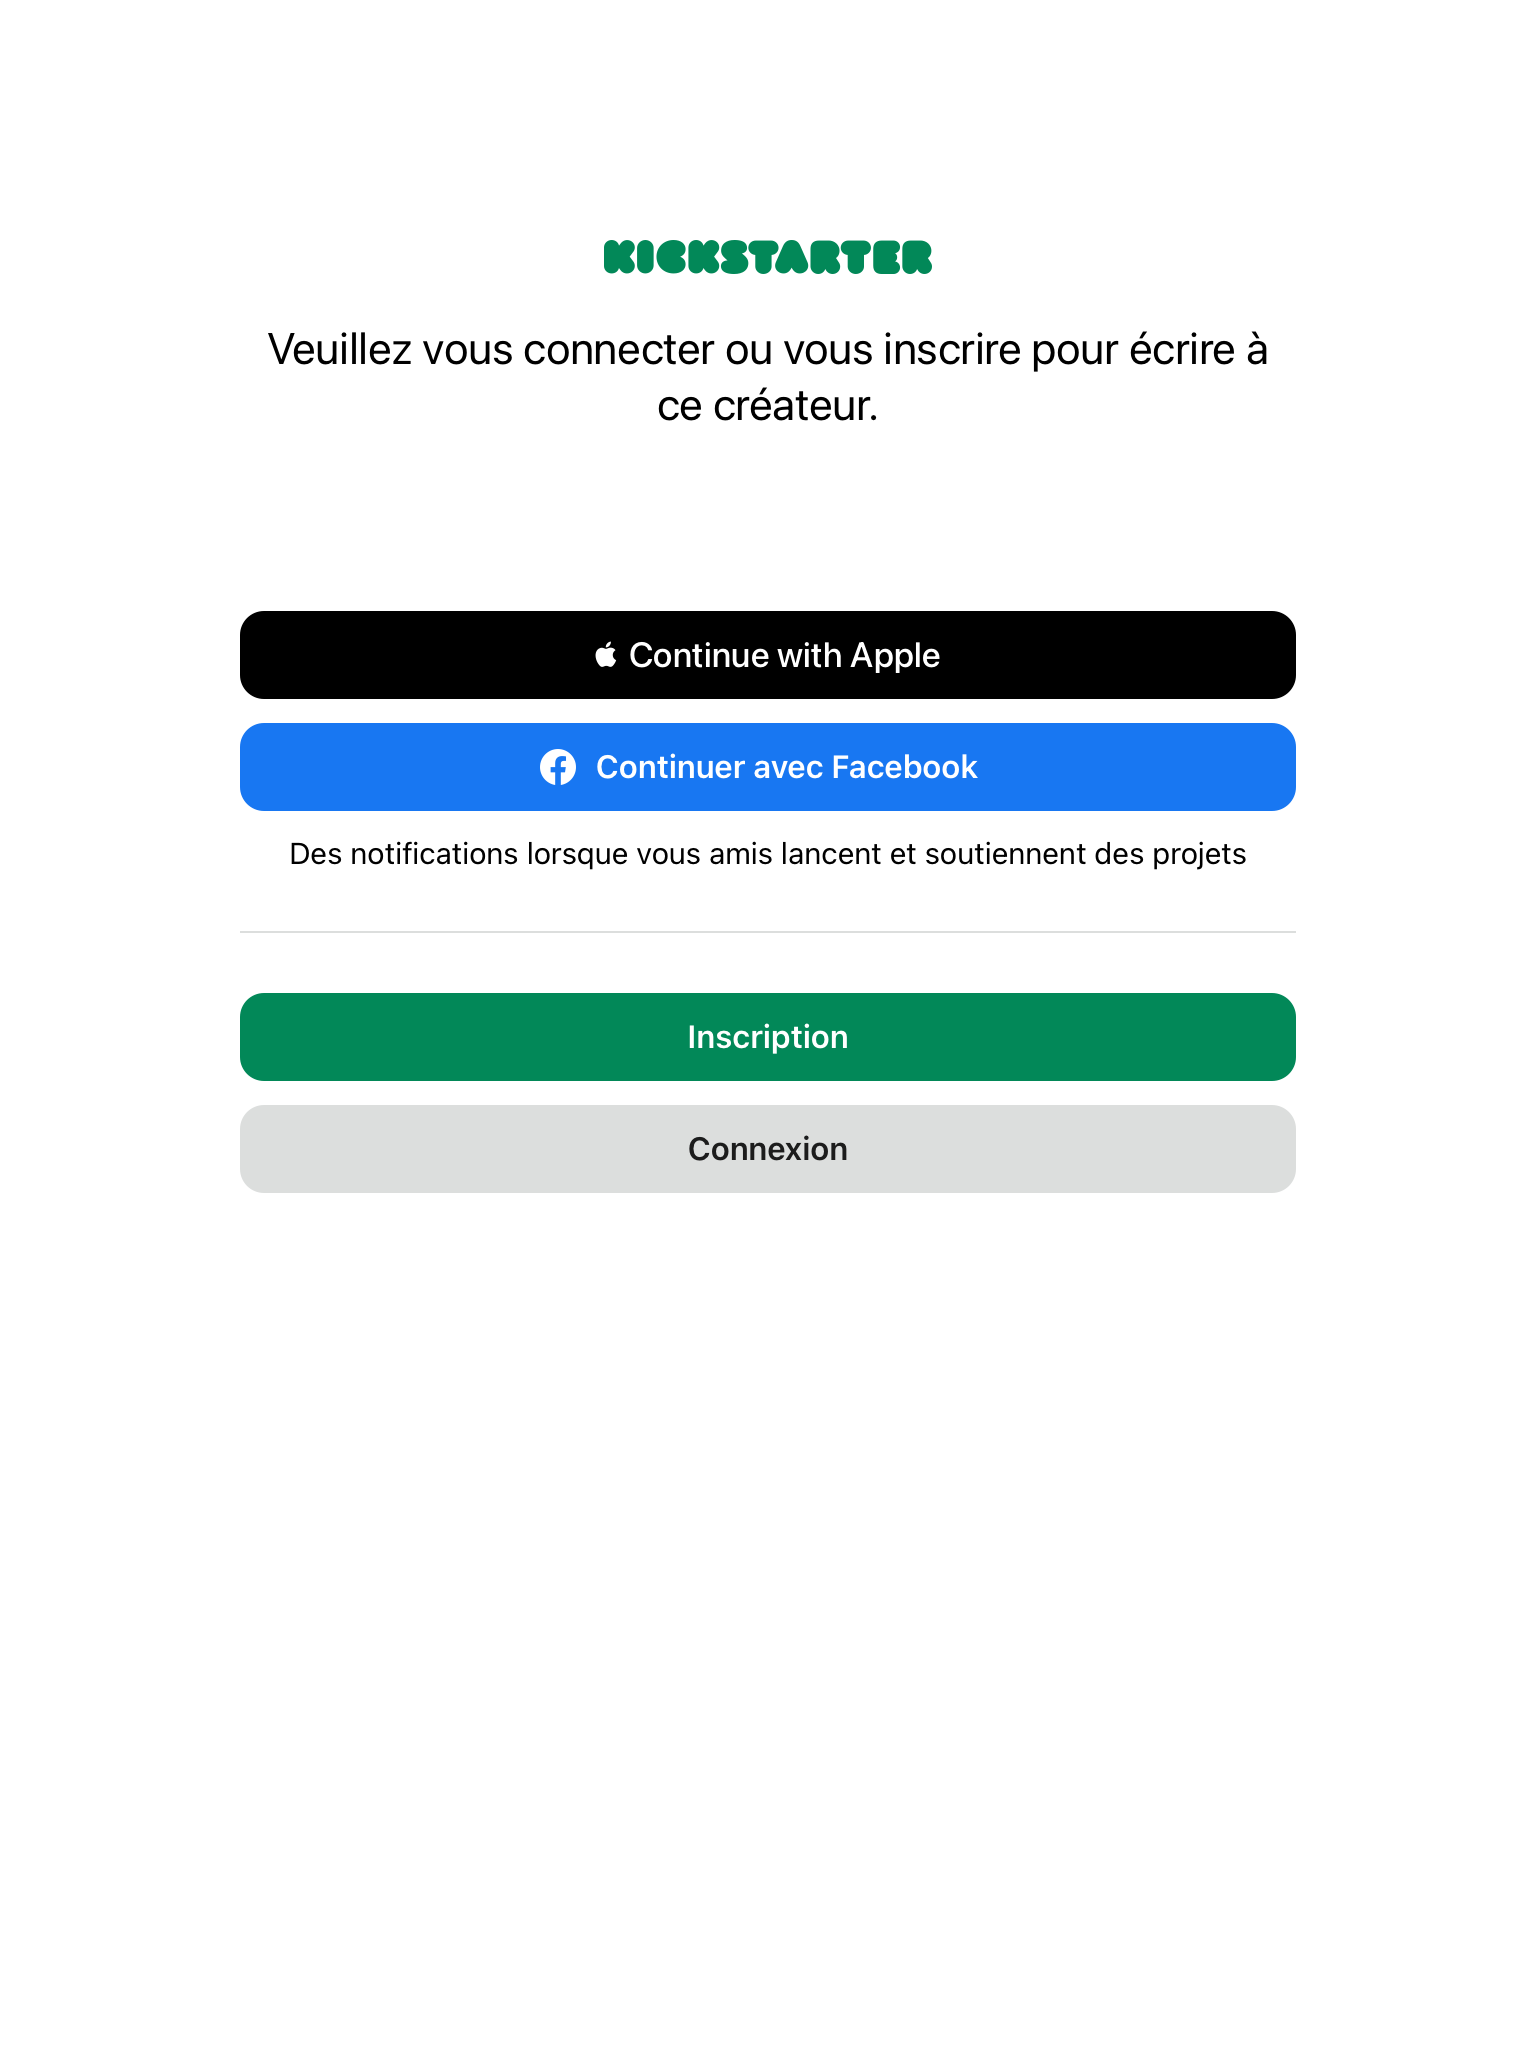 KICKSTARTER
Veuillez vous connecter ou vous inscrire pour écrire à
ce créateur.
Continue with Apple
Continuer avec Facebook
Des notifications lorsque vous amis lancent et soutiennent des projets
Inscription
Connexion